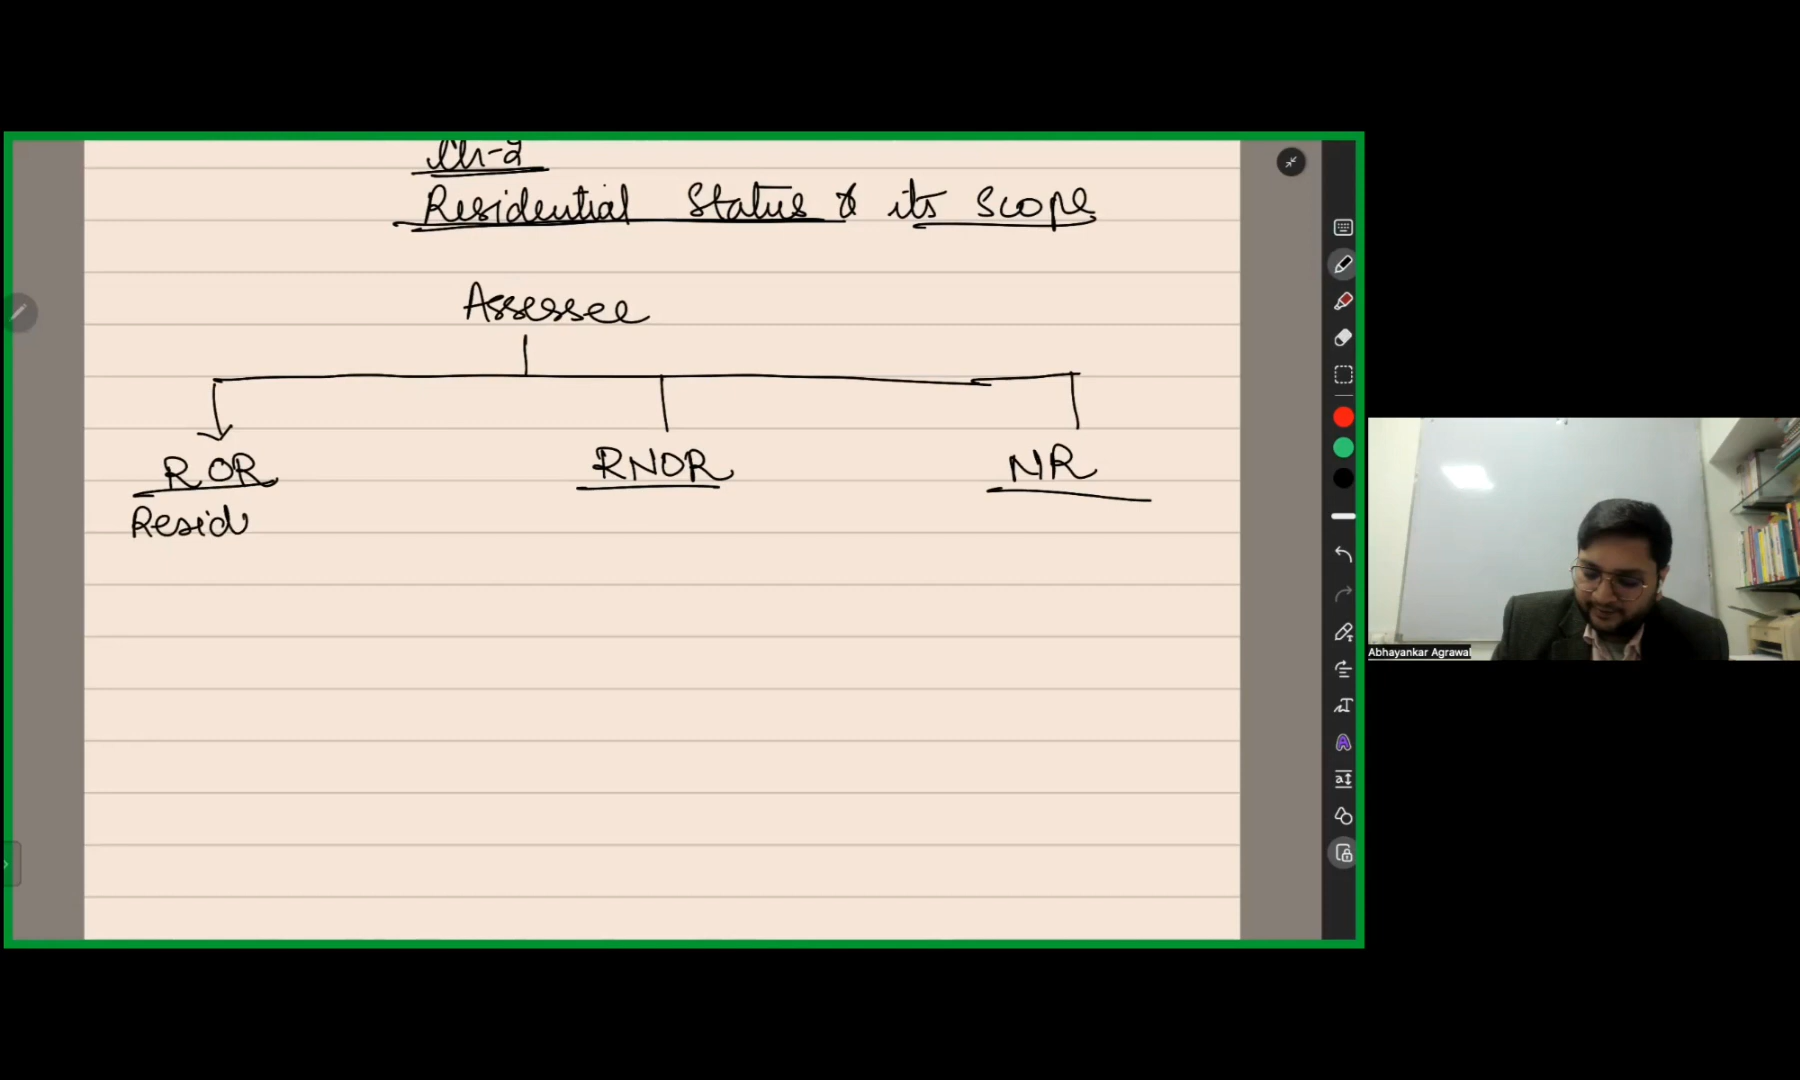 Ch-2
Residential Status & its Scope
Assessee
ROR RNOR NR
Resid
Abhayankar Agrawal